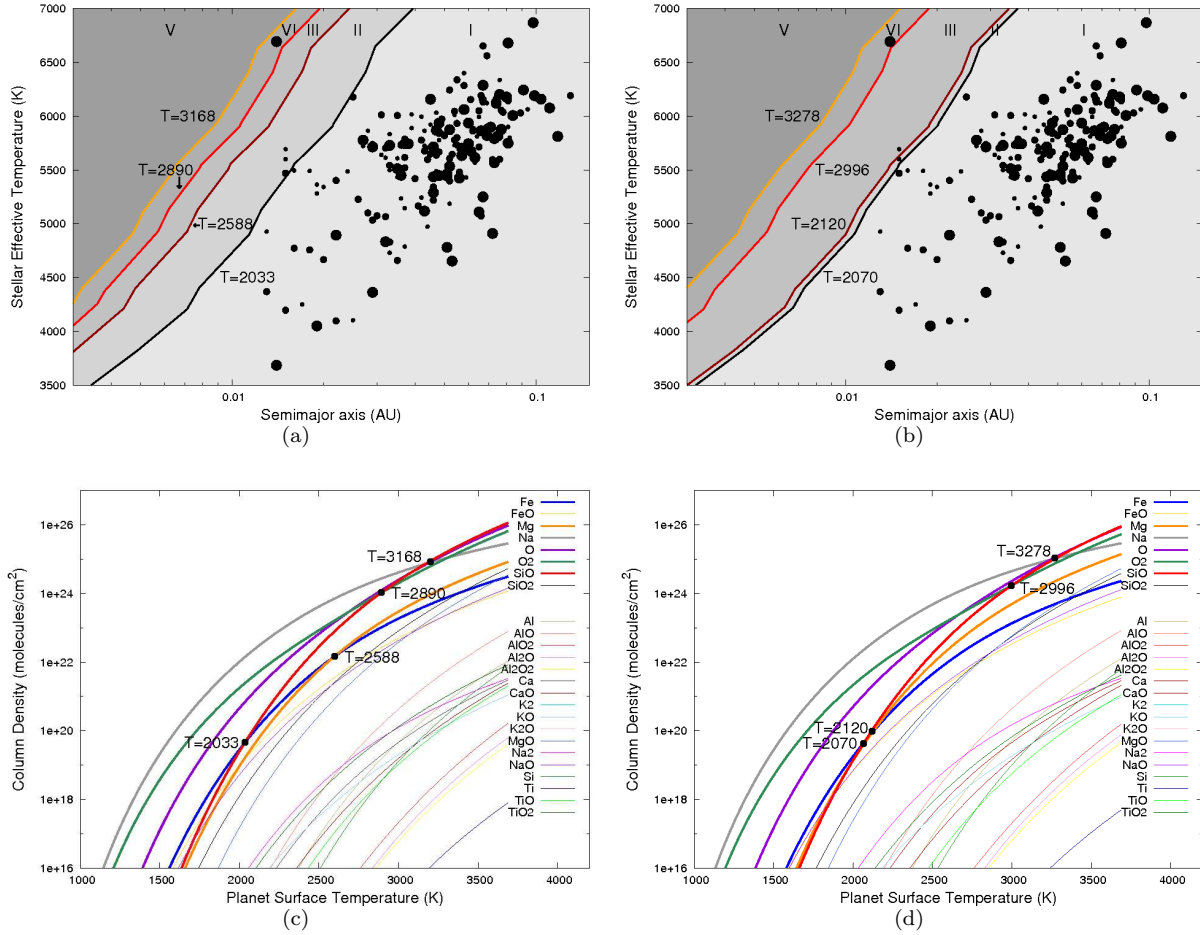 7000
6500
6000
5500
5000
4500
4000
3500
Stellar Effective Temperature (K)
V
VI
III
II
I
T=3168
T=2890
T=2588
T=2033
0.01
0.1
Semimajor axis (AU)
(a)
7000
6500
6000
5500
5000
4500
4000
3500
Stellar Effective Temperature (K)
V
VI
III
II
I
T=3278
T=2996
T=2120
T=2070
0.01
0.1
Semimajor axis (AU)
(b)
1e+26
1e+24
1e+22
1e+20
1e+18
1e+16
Column Density (molecules/cm2)
T=3168
T=2890
T=2588
T=2033
Fe
FeO
Mg
Na
O
O2
SiO
SiO2
Al
AlO
AlO2
Al2O
Al2O2
Ca
CaO
K2
KO
K2O
MgO
Na2
NaO
Si
Ti
TiO
TiO2
1000
1500
2000
2500
3000
3500
4000
Planet Surface Temperature (K)
(c)
1e+26
1e+24
1e+22
1e+20
1e+18
1e+16
Column Density (molecules/cm2)
T=3278
T=2996
T=2120
T=2070
Fe
FeO
Mg
Na
O
O2
SiO
SiO2
Al
AlO
AlO2
Al2O
Al2O2
Ca
CaO
K2
KO
K2O
MgO
Na2
NaO
Si
Ti
TiO
TiO2
1000
1500
2000
2500
3000
3500
4000
Planet Surface Temperature (K)
(d)